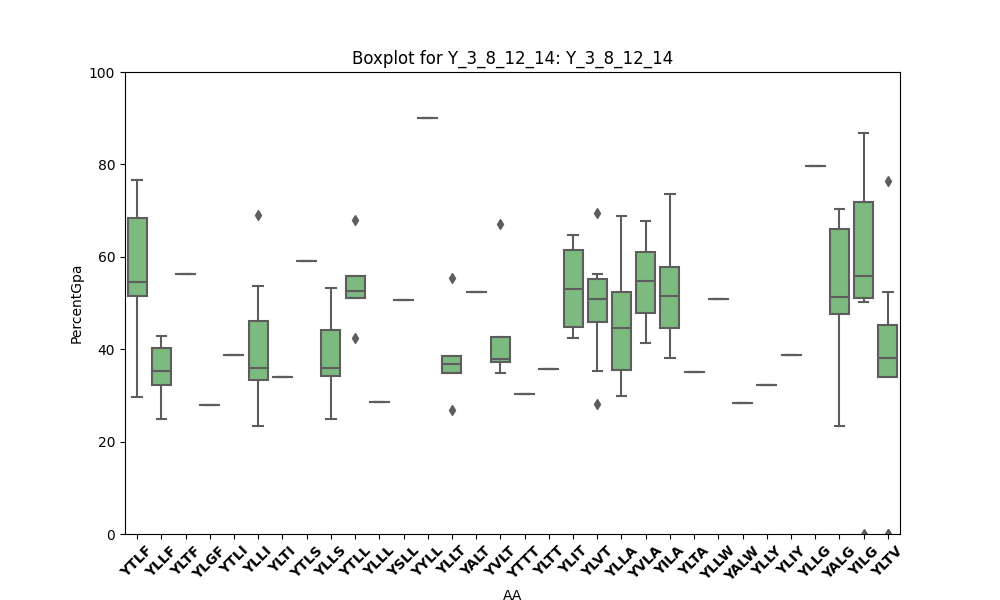 Boxplot for Y_3_8_12_14: Y_3_8_12_14
PercentGpa
100
80
60
40
20
0
YTLF YLLF YLTF YLGF YTLI YLLI YLTI YTLS YLLS YTLL YLLL YSLL YYLL YLLT YALT YVLT YTTT YLTT YLIT YLVT YLLA YVLA YILA YLTA YLLW YALW YLLY YLIY YLLG YALG YILG YLTV
AA